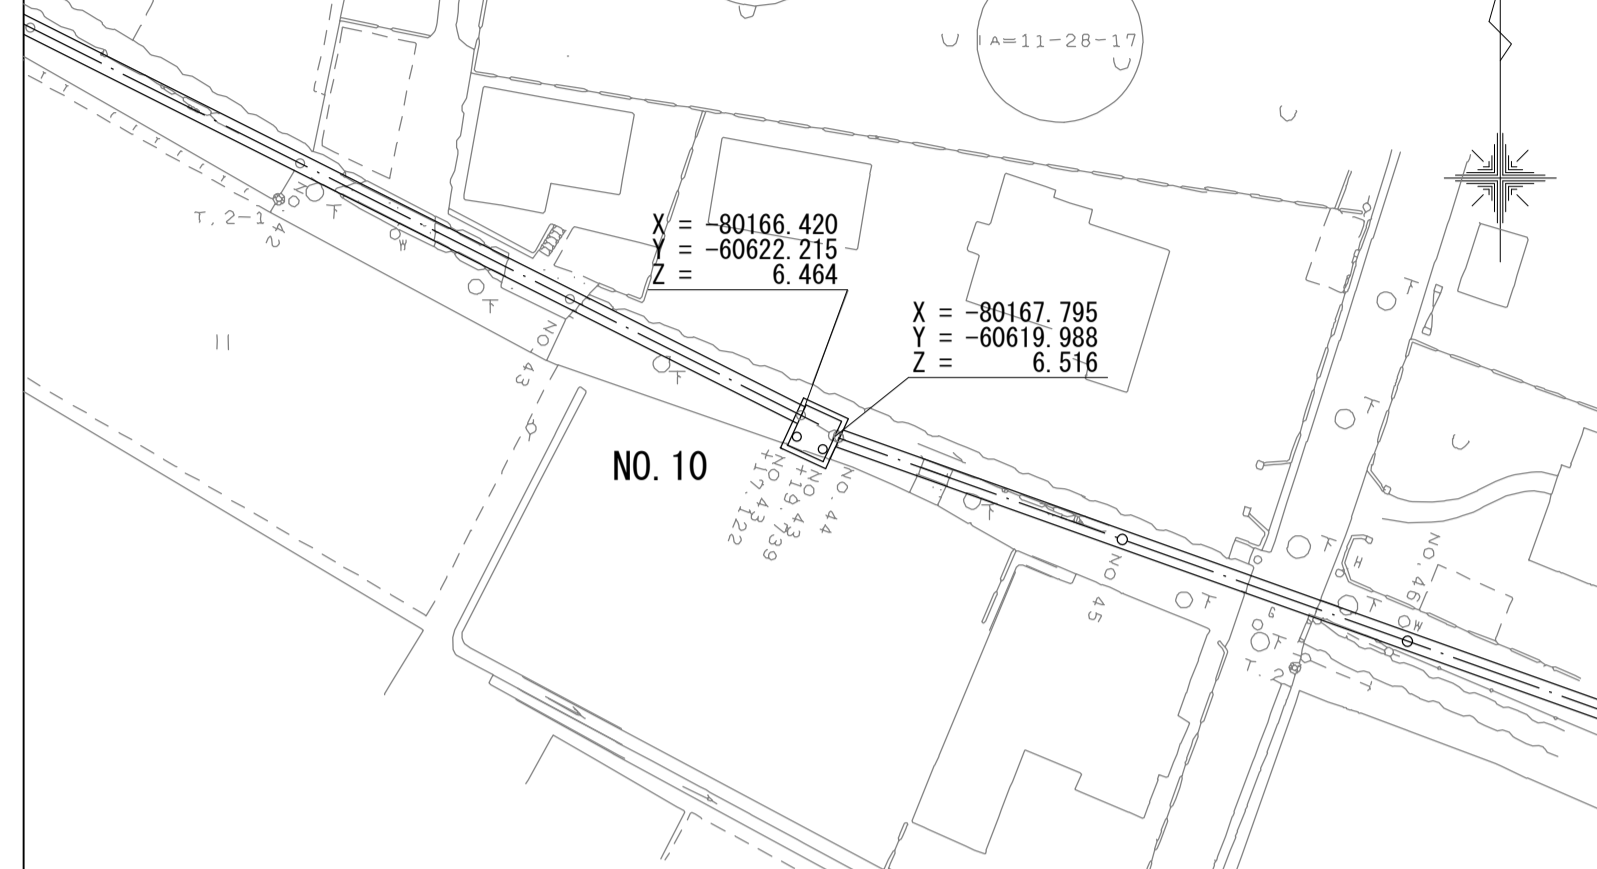 IA=11-28-17
X = -80166.420
Y = -60622.215
Z = 6.464
X = -80167.795
Y = -60619.988
Z = 6.516
NO.10
T.2-1
NO.42
NO.43
NO.43
+17.122
NO.43
+19.739
NO.44
NO.45
NO.46
T.2
W
H
G
W